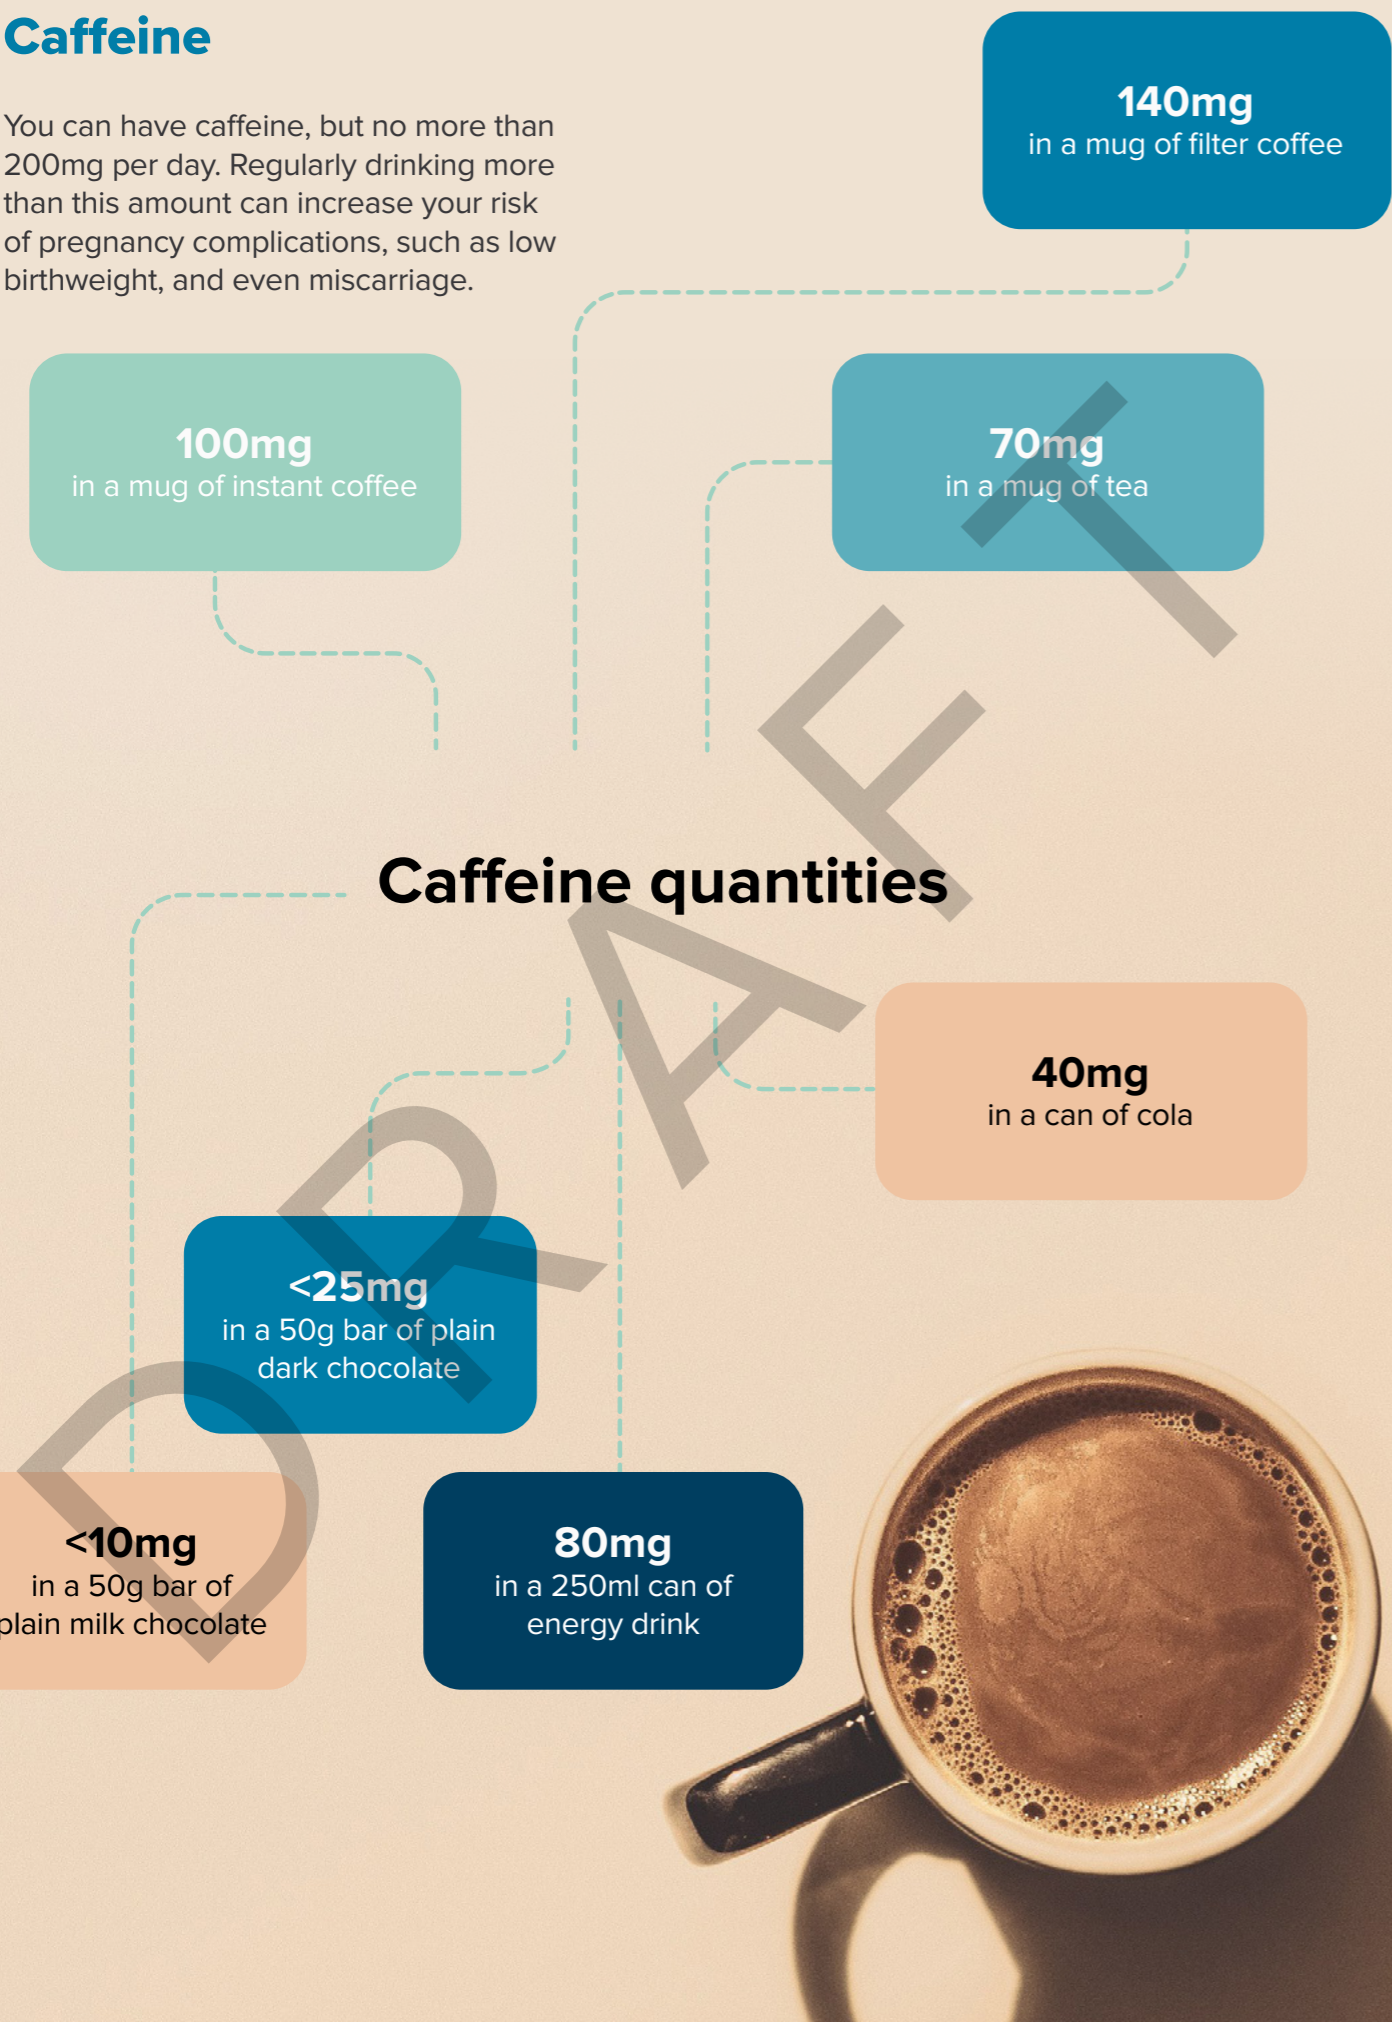 Caffeine
You can have caffeine, but no more than
200mg per day. Regularly drinking more
than this amount can increase your risk
of pregnancy complications, such as low
birthweight, and even miscarriage.
140mg
in a mug of filter coffee
100mg
in a mug of instant coffee
70mg
in a mug of tea
Caffeine quantities
40mg
in a can of cola
<25mg
in a 50g bar of plain
dark chocolate
<10mg
in a 50g bar of
plain milk chocolate
80mg
in a 250ml can of
energy drink
DRAFT